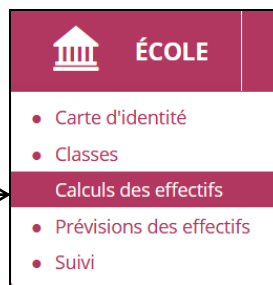 ÉCOLE
Carte d'identité
Classes
Calculs des effectifs
Prévisions des effectifs
Suivi